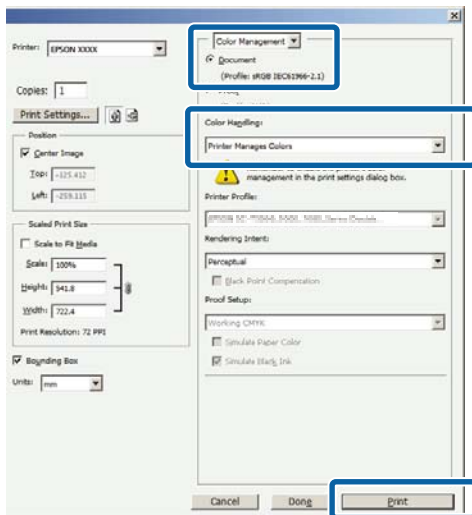 Printer: EPSON XXXX
Copies: 1
Print Settings...
Position
Center Image
Top: -125.412
Left: -259.115
Scaled Print Size
Scale to Fit Media
Scale: 100%
Height: 541.8
Width: 722.4
Print Resolution: 72 PPI
Bounding Box
Units: mm
Color Management
Document
(Profile: sRGB IEC61966-2.1)
Color Handling:
Printer Manages Colors
management in the print settings dialog box.
Printer Profile:
Rendering Intent:
Perceptual
Black Point Compensation
Proof Setup:
Working CMYK
Simulate Paper Color
Simulate Black Ink
Cancel
Done
Print